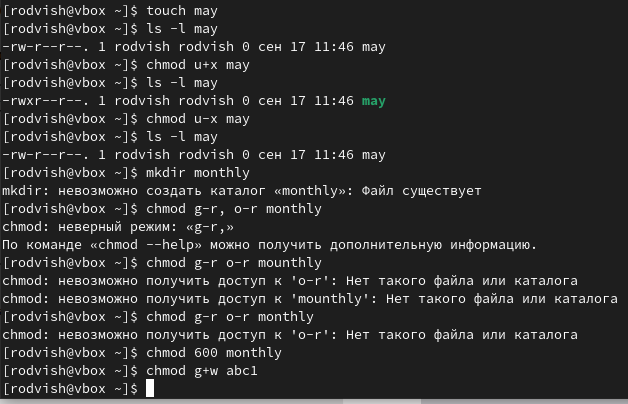 [rodvish@vbox ~]$ touch may
[rodvish@vbox ~]$ ls -l may
-rw-r--r--. 1 rodvish rodvish 0 сен 17 11:46 may
[rodvish@vbox ~]$ chmod u+x may
[rodvish@vbox ~]$ ls -l may
-rwxr--r--. 1 rodvish rodvish 0 сен 17 11:46 may
[rodvish@vbox ~]$ chmod u-x may
[rodvish@vbox ~]$ ls -l may
-rw-r--r--. 1 rodvish rodvish 0 сен 17 11:46 may
[rodvish@vbox ~]$ mkdir monthly
mkdir: невозможно создать каталог «monthly»: Файл существует
[rodvish@vbox ~]$ chmod g-r, o-r monthly
chmod: неверный режим: «g-r,»
По команде «chmod --help» можно получить дополнительную информацию.
[rodvish@vbox ~]$ chmod g-r o-r mounthly
chmod: невозможно получить доступ к 'o-r': Нет такого файла или каталога
chmod: невозможно получить доступ к 'mounthly': Нет такого файла или каталога
[rodvish@vbox ~]$ chmod g-r o-r monthly
chmod: невозможно получить доступ к 'o-r': Нет такого файла или каталога
[rodvish@vbox ~]$ chmod 600 monthly
[rodvish@vbox ~]$ chmod g+w abc1
[rodvish@vbox ~]$